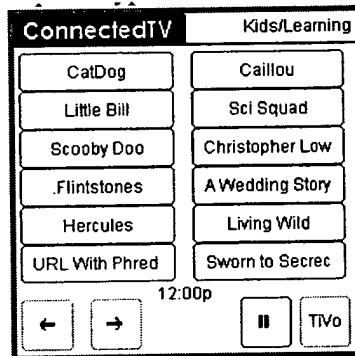 ConnectedTV Kids/Learning
CatDog Caillou
Little Bill Sci Squad
Scooby Doo Christopher Low
.Flintstones A Wedding Story
Hercules Living Wild
URL With Phred Sworn to Secrec
12:00p
TiVo